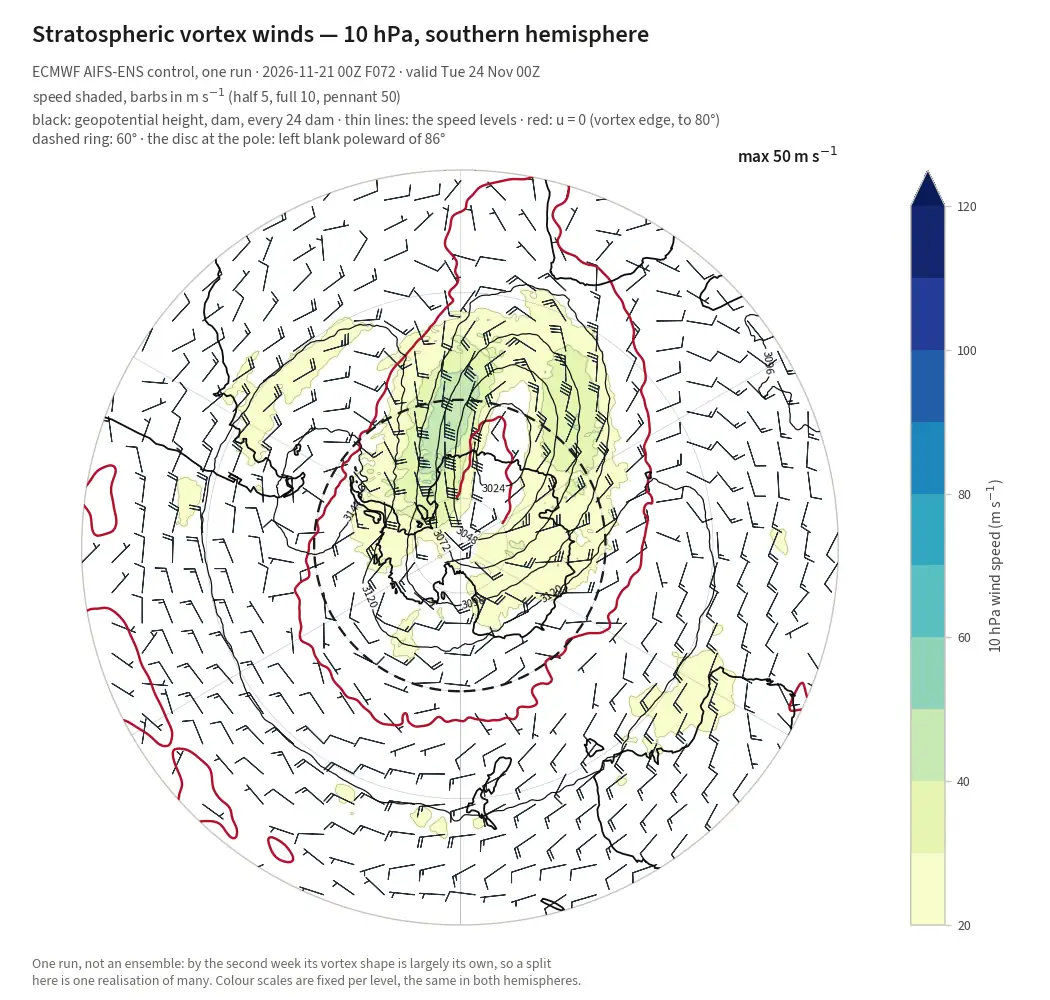 Stratospheric vortex winds — 10 hPa, southern hemisphere
ECMWF AIFS-ENS control, one run · 2026-11-21 00Z F072 · valid Tue 24 Nov 00Z
speed shaded, barbs in m s⁻¹ (half 5, full 10, pennant 50)
black: geopotential height, dam, every 24 dam · thin lines: the speed levels · red: u = 0 (vortex edge, to 80°)
dashed ring: 60° · the disc at the pole: left blank poleward of 86°
max 50 m s⁻¹
120
100
80
60
40
20
10 hPa wind speed (m s⁻¹)
3096
3024
3048
3072
3120
One run, not an ensemble: by the second week its vortex shape is largely its own, so a split
here is one realisation of many. Colour scales are fixed per level, the same in both hemispheres.